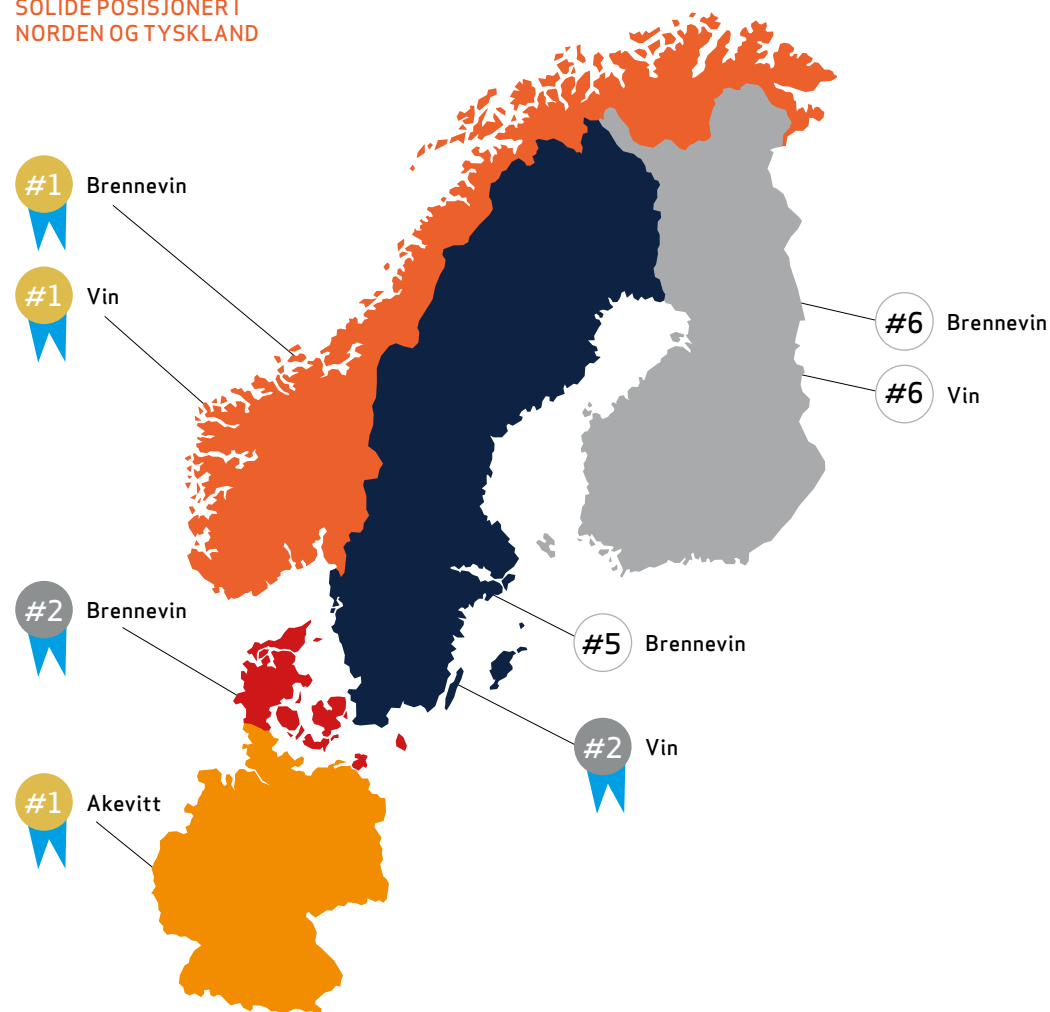 SOLIDE POSISJONER I
NORDEN OG TYSKLAND
#1 Brennevin
#1 Vin
#6 Brennevin
#6 Vin
#2 Brennevin
#5 Brennevin
#2 Vin
#1 Akevitt